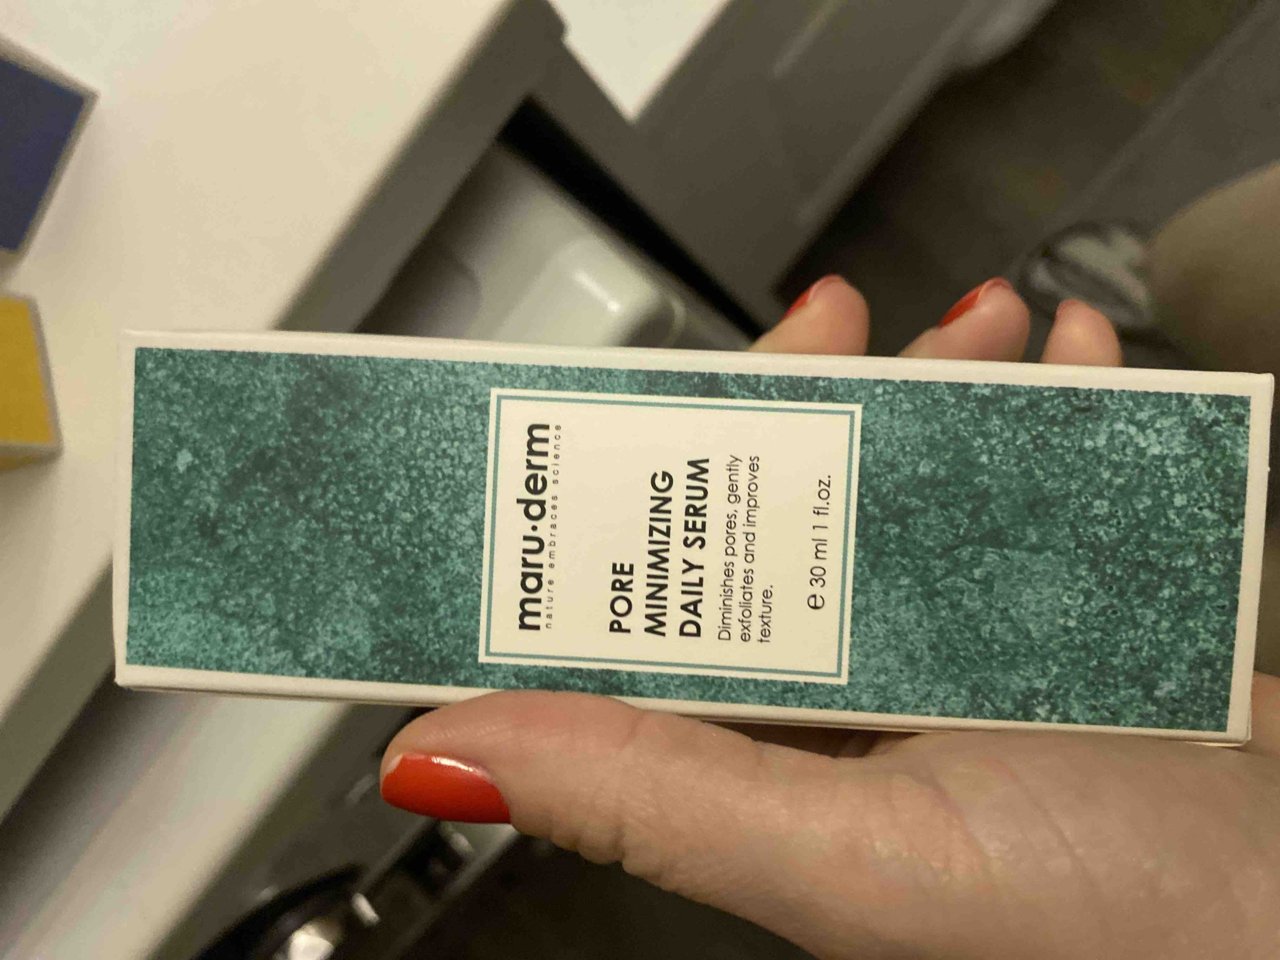 maru·derm
nature embraces science
PORE
MINIMIZING
DAILY SERUM
Diminishes pores, gently
exfoliates and improves
texture.
e 30 ml 1 fl.oz.